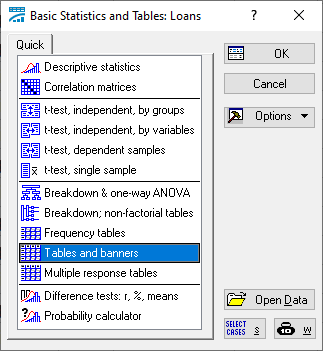 Basic Statistics and Tables: Loans ? ×
Quick
Descriptive statistics
Correlation matrices
t-test, independent, by groups
t-test, independent, by variables
t-test, dependent samples
t-test, single sample
Breakdown & one-way ANOVA
Breakdown; non-factorial tables
Frequency tables
Tables and banners
Multiple response tables
Difference tests: r, %, means
Probability calculator
OK
Cancel
Options
Open Data
SELECT CASES S
W